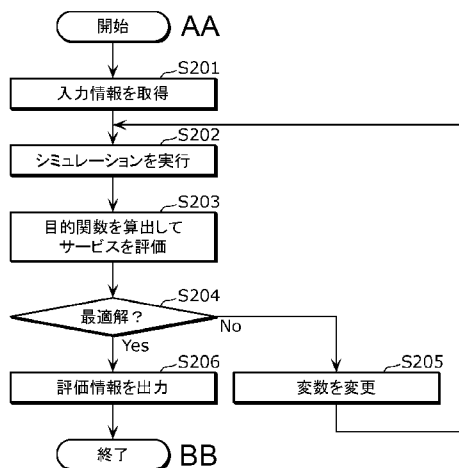 開始 AA
S201
入力情報を取得
S202
シミュレーションを実行
S203
目的関数を算出して
サービスを評価
S204
最適解?
No
Yes
S206
評価情報を出力
S205
変数を変更
終了 BB